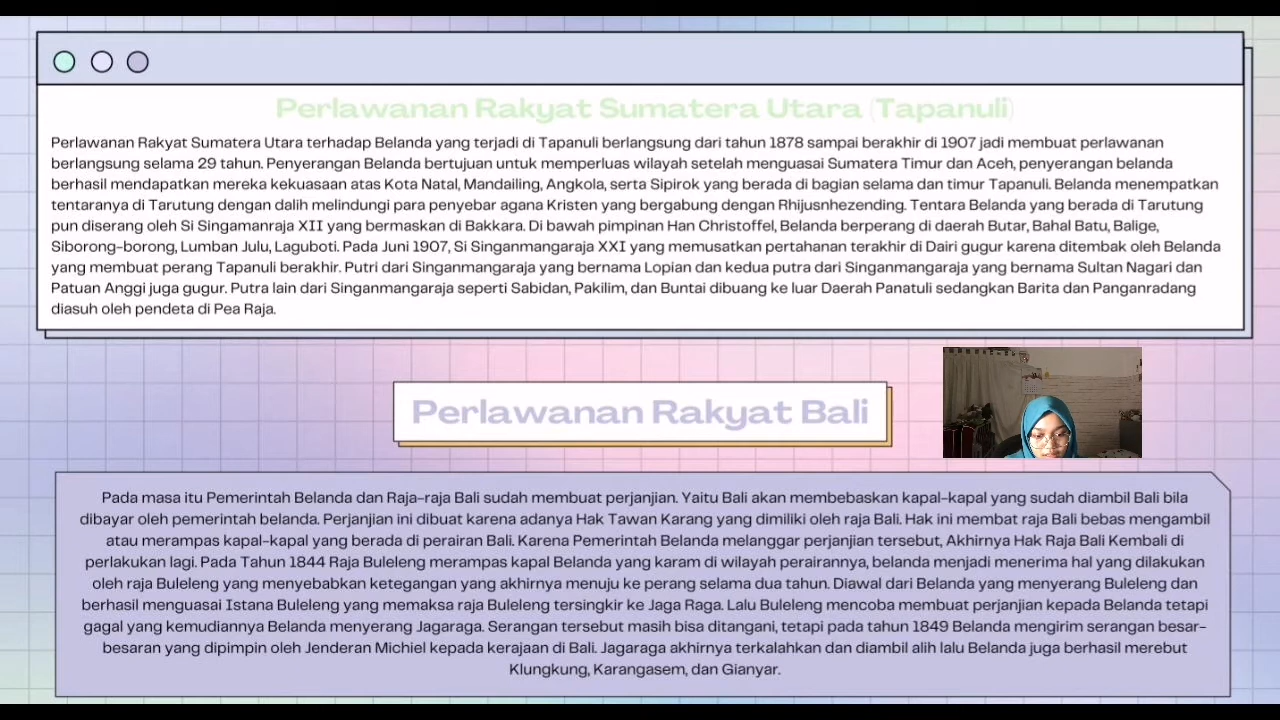 Perlawanan Rakyat Sumatera Utara (Tapanuli)
Perlawanan Rakyat Sumatera Utara terhadap Belanda yang terjadi di Tapanuli berlangsung dari tahun 1878 sampai berakhir di 1907 jadi membuat perlawanan
berlangsung selama 29 tahun. Penyerangan Belanda bertujuan untuk memperluas wilayah setelah menguasai Sumatera Timur dan Aceh, penyerangan belanda
berhasil mendapatkan mereka kekuasaan atas Kota Natal, Mandailing, Angkola, serta Sipirok yang berada di bagian selama dan timur Tapanuli. Belanda menempatkan
tentaranya di Tarutung dengan dalih melindungi para penyebar agana Kristen yang bergabung dengan Rhijusnhezending. Tentara Belanda yang berada di Tarutung
pun diserang oleh Si Singamanraja XII yang bermaskan di Bakkara. Di bawah pimpinan Han Christoffel, Belanda berperang di daerah Butar, Bahal Batu, Balige,
Siborong-borong, Lumban Julu, Laguboti. Pada Juni 1907, Si Singanmangaraja XXI yang memusatkan pertahanan terakhir di Dairi gugur karena ditembak oleh Belanda
yang membuat perang Tapanuli berakhir. Putri dari Singanmangaraja yang bernama Lopian dan kedua putra dari Singanmangaraja yang bernama Sultan Nagari dan
Patuan Anggi juga gugur. Putra lain dari Singanmangaraja seperti Sabidan, Pakilim, dan Buntai dibuang ke luar Daerah Panatuli sedangkan Barita dan Panganradang
diasuh oleh pendeta di Pea Raja.
Perlawanan Rakyat Bali
Pada masa itu Pemerintah Belanda dan Raja-raja Bali sudah membuat perjanjian. Yaitu Bali akan membebaskan kapal-kapal yang sudah diambil Bali bila
dibayar oleh pemerintah belanda. Perjanjian ini dibuat karena adanya Hak Tawan Karang yang dimiliki oleh raja Bali. Hak ini membat raja Bali bebas mengambil
atau merampas kapal-kapal yang berada di perairan Bali. Karena Pemerintah Belanda melanggar perjanjian tersebut, Akhirnya Hak Raja Bali Kembali di
perlakukan lagi. Pada Tahun 1844 Raja Buleleng merampas kapal Belanda yang karam di wilayah perairannya, belanda menjadi menerima hal yang dilakukan
oleh raja Buleleng yang menyebabkan ketegangan yang akhirnya menuju ke perang selama dua tahun. Diawal dari Belanda yang menyerang Buleleng dan
berhasil menguasai Istana Buleleng yang memaksa raja Buleleng tersingkir ke Jaga Raga. Lalu Buleleng mencoba membuat perjanjian kepada Belanda tetapi
gagal yang kemudiannya Belanda menyerang Jagaraga. Serangan tersebut masih bisa ditangani, tetapi pada tahun 1849 Belanda mengirim serangan besar-
besaran yang dipimpin oleh Jenderan Michiel kepada kerajaan di Bali. Jagaraga akhirnya terkalahkan dan diambil alih lalu Belanda juga berhasil merebut
Klungkung, Karangasem, dan Gianyar.